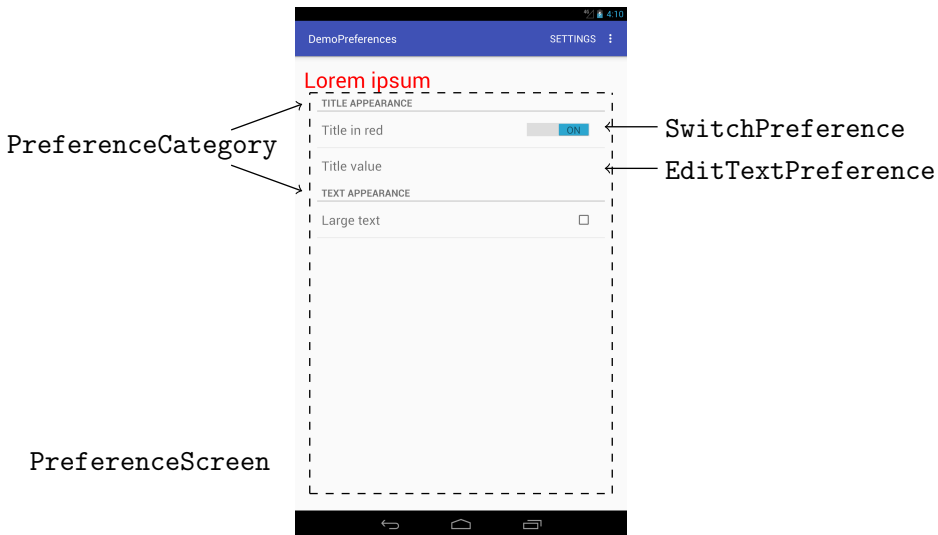 4:10
DemoPreferences
SETTINGS
Lorem ipsum
TITLE APPEARANCE
Title in red
ON
SwitchPreference
PreferenceCategory
Title value
EditTextPreference
TEXT APPEARANCE
Large text
PreferenceScreen